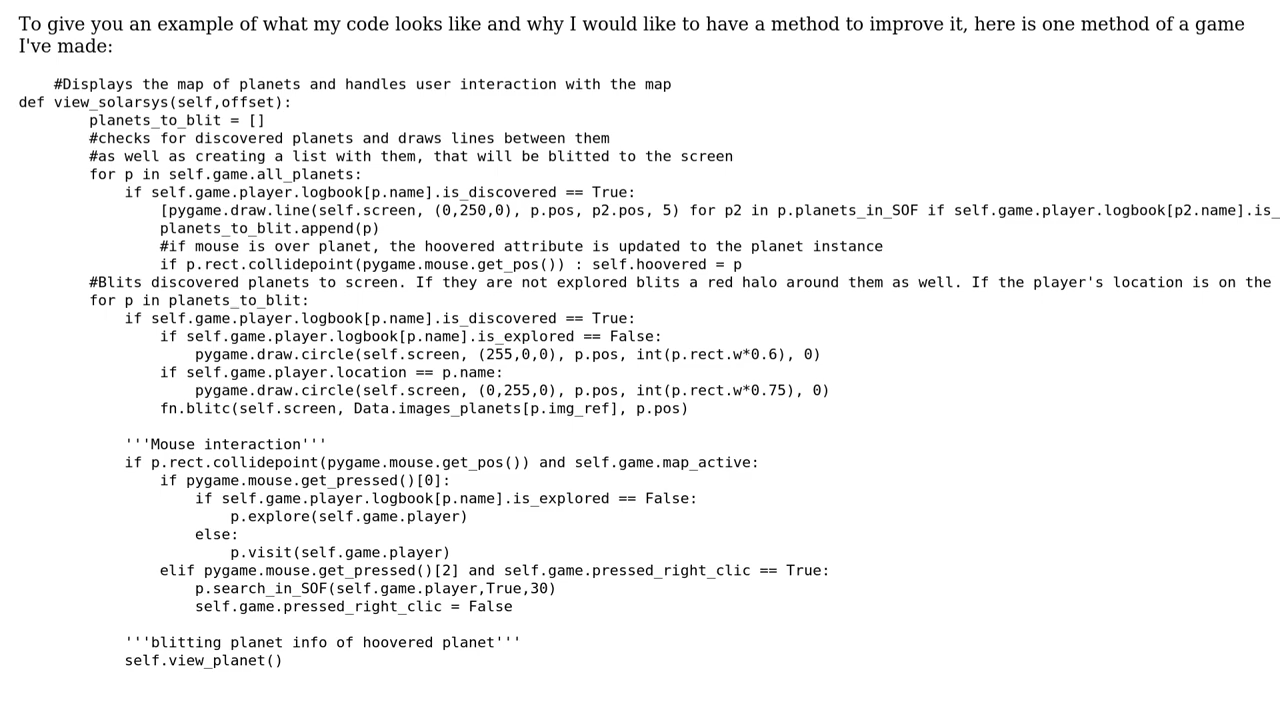 To give you an example of what my code looks like and why I would like to have a method to improve it, here is one method of a game
I've made:
    #Displays the map of planets and handles user interaction with the map
def view_solarsys(self,offset):
        planets_to_blit = []
        #checks for discovered planets and draws lines between them
        #as well as creating a list with them, that will be blitted to the screen
        for p in self.game.all_planets:
            if self.game.player.logbook[p.name].is_discovered == True:
                [pygame.draw.line(self.screen, (0,250,0), p.pos, p2.pos, 5) for p2 in p.planets_in_SOF if self.game.player.logbook[p2.name].is_
                planets_to_blit.append(p)
                #if mouse is over planet, the hoovered attribute is updated to the planet instance
                if p.rect.collidepoint(pygame.mouse.get_pos()) : self.hoovered = p
        #Blits discovered planets to screen. If they are not explored blits a red halo around them as well. If the player's location is on the
        for p in planets_to_blit:
            if self.game.player.logbook[p.name].is_discovered == True:
                if self.game.player.logbook[p.name].is_explored == False:
                    pygame.draw.circle(self.screen, (255,0,0), p.pos, int(p.rect.w*0.6), 0)
                if self.game.player.location == p.name:
                    pygame.draw.circle(self.screen, (0,255,0), p.pos, int(p.rect.w*0.75), 0)
                fn.blitc(self.screen, Data.images_planets[p.img_ref], p.pos)
            '''Mouse interaction'''
            if p.rect.collidepoint(pygame.mouse.get_pos()) and self.game.map_active:
                if pygame.mouse.get_pressed()[0]:
                    if self.game.player.logbook[p.name].is_explored == False:
                        p.explore(self.game.player)
                    else:
                        p.visit(self.game.player)
                elif pygame.mouse.get_pressed()[2] and self.game.pressed_right_clic == True:
                    p.search_in_SOF(self.game.player,True,30)
                    self.game.pressed_right_clic = False
            '''blitting planet info of hoovered planet'''
            self.view_planet()